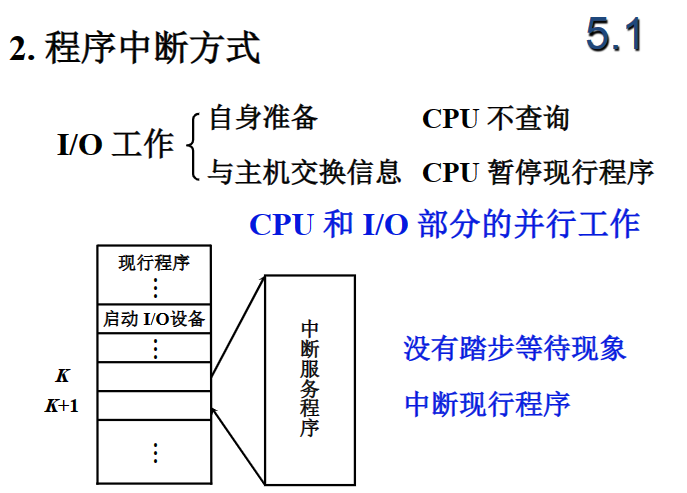 2. 程序中断方式
5.1
I/O 工作
自身准备 CPU 不查询
与主机交换信息 CPU 暂停现行程序
CPU 和 I/O 部分的并行工作
现行程序
⋮
启动 I/O设备
⋮
K
K+1
⋮
中断服务程序
没有踏步等待现象
中断现行程序